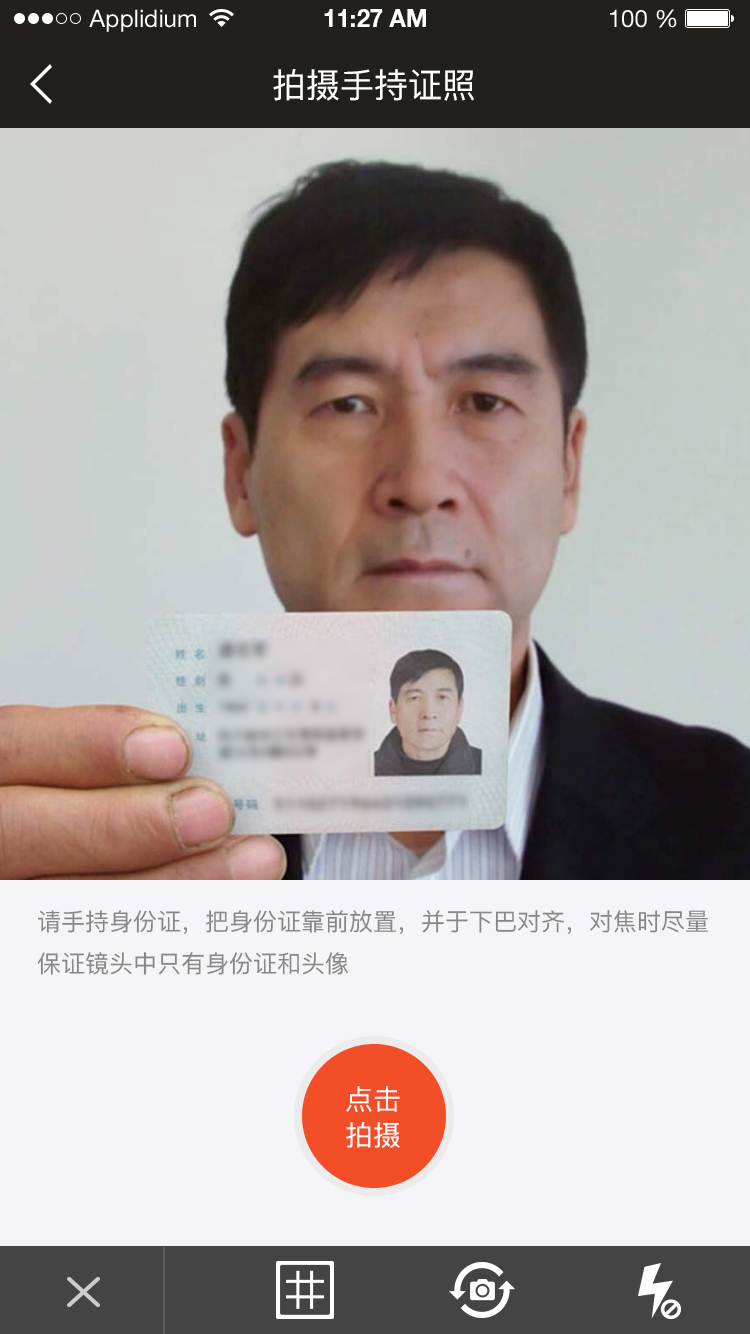 Applidium
11:27 AM
100 %
拍摄手持证照
姓 名
性 别
出 生
址
号码
请手持身份证，把身份证靠前放置，并于下巴对齐，对焦时尽量
保证镜头中只有身份证和头像
点击
拍摄